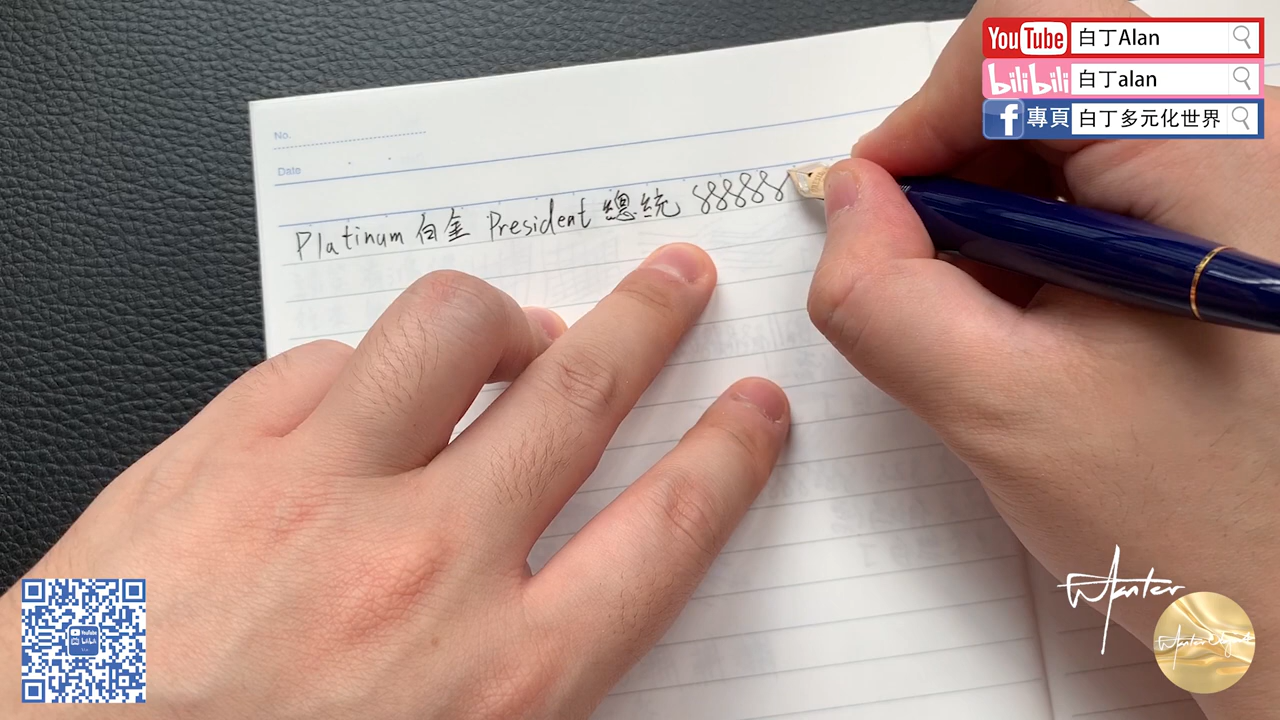 YouTube 白丁Alan
bilibili 白丁alan
f 專頁 白丁多元化世界
No.
Date
Platinum 白金 President 總統 88888
Wanter